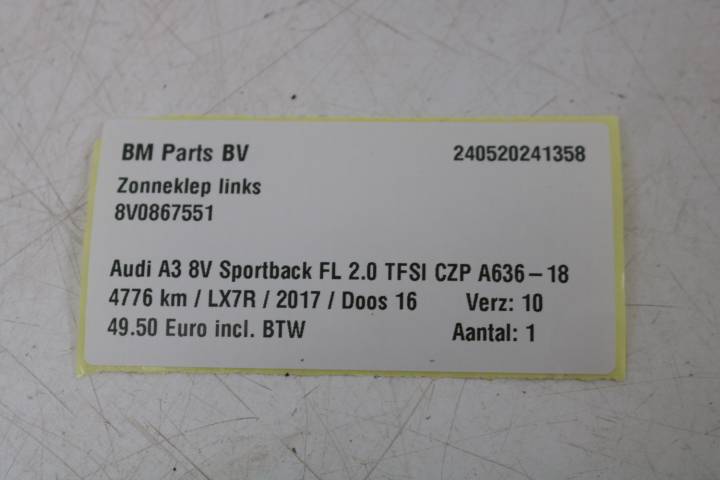 BM Parts BV 240520241358
Zonneklep links
8V0867551
Audi A3 8V Sportback FL 2.0 TFSI CZP A636-18
4776 km / LX7R / 2017 / Doos 16 Verz: 10
49.50 Euro incl. BTW Aantal: 1